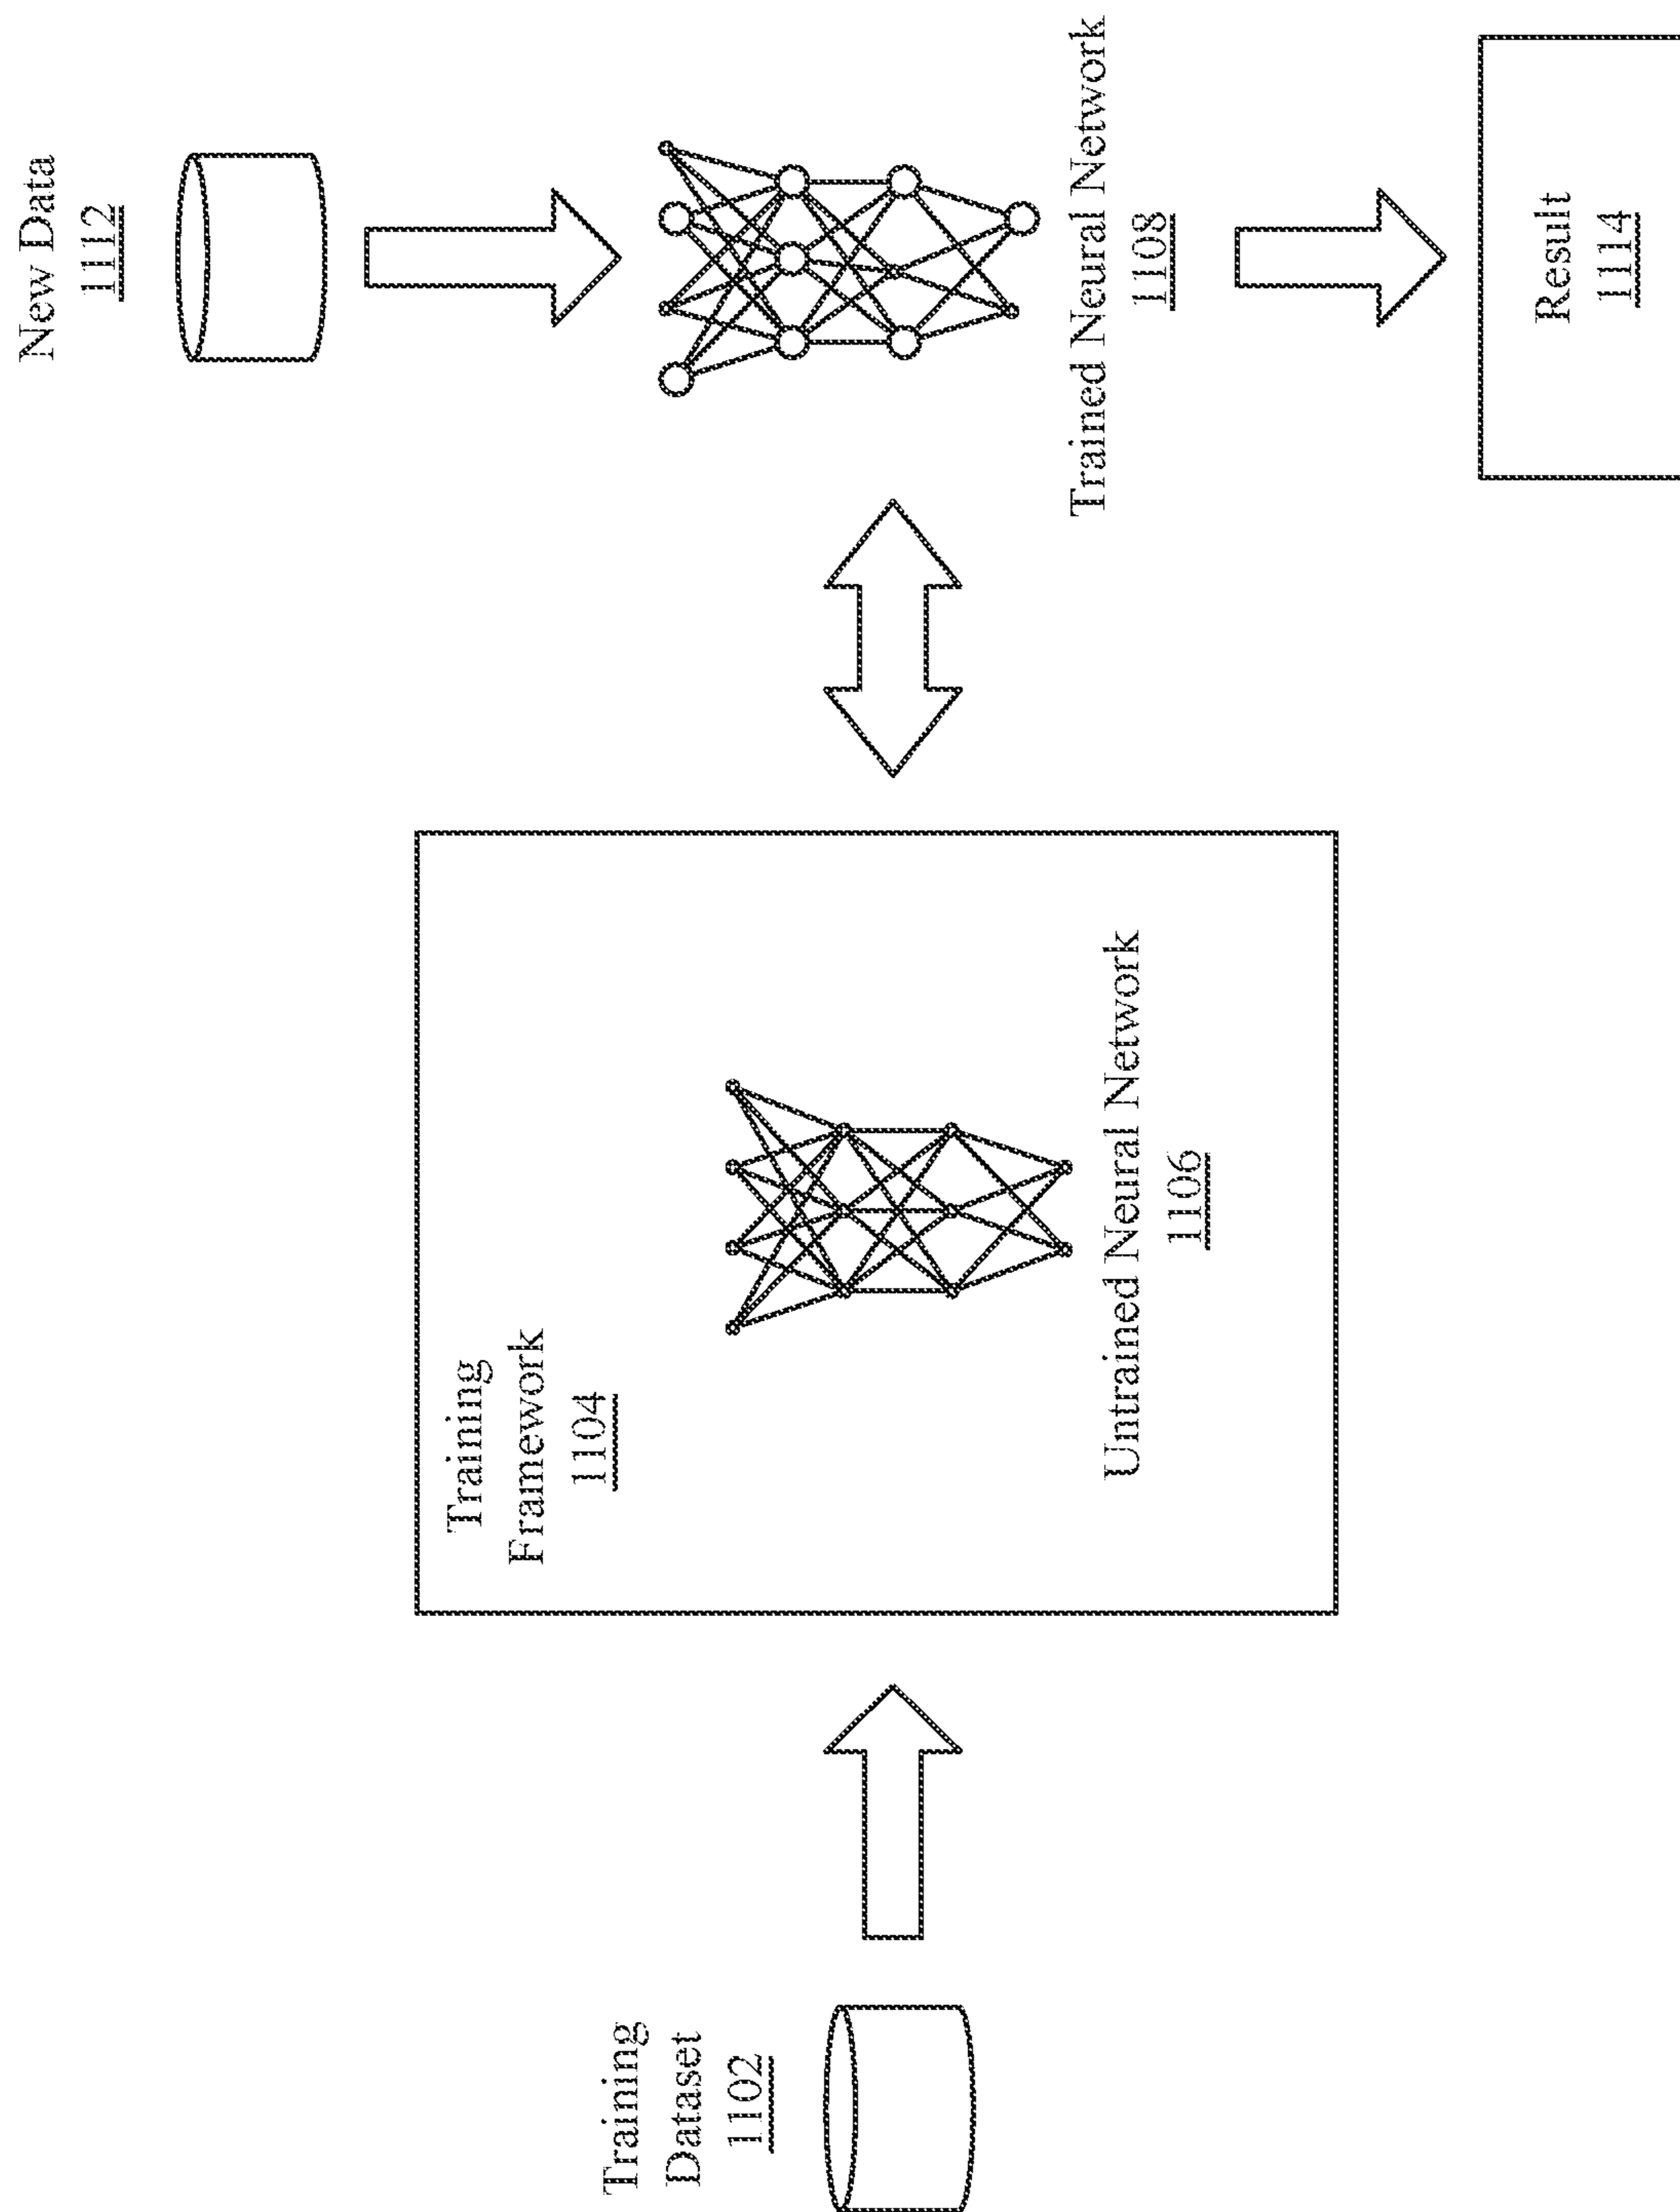 Training
Dataset
1102
Training
Framework
1104
Untrained Neural Network
1106
New Data
1112
Trained Neural Network
1108
Result
1114